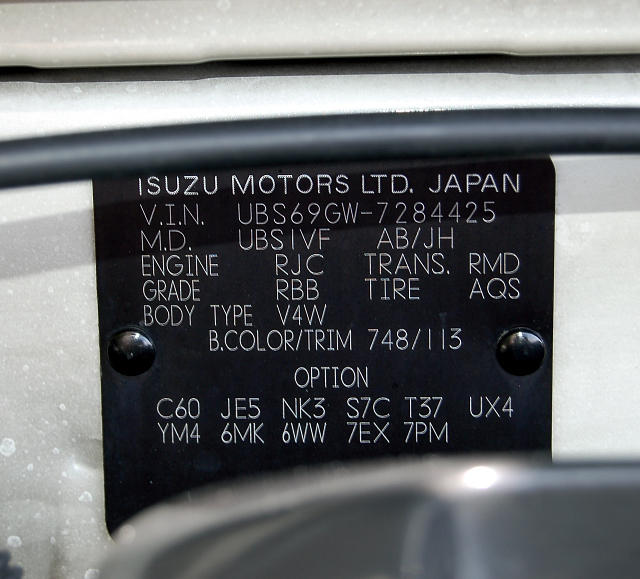 ISUZU MOTORS LTD. JAPAN
V.I.N. UBS69GW-7284425
M.D. UBS1VF AB/JH
ENGINE RJC TRANS. RMD
GRADE RBB TIRE AQS
BODY TYPE V4W
B.COLOR/TRIM 748/113
OPTION
C60 JE5 NK3 S7C T37 UX4
YM4 6MK 6WW 7EX 7PM